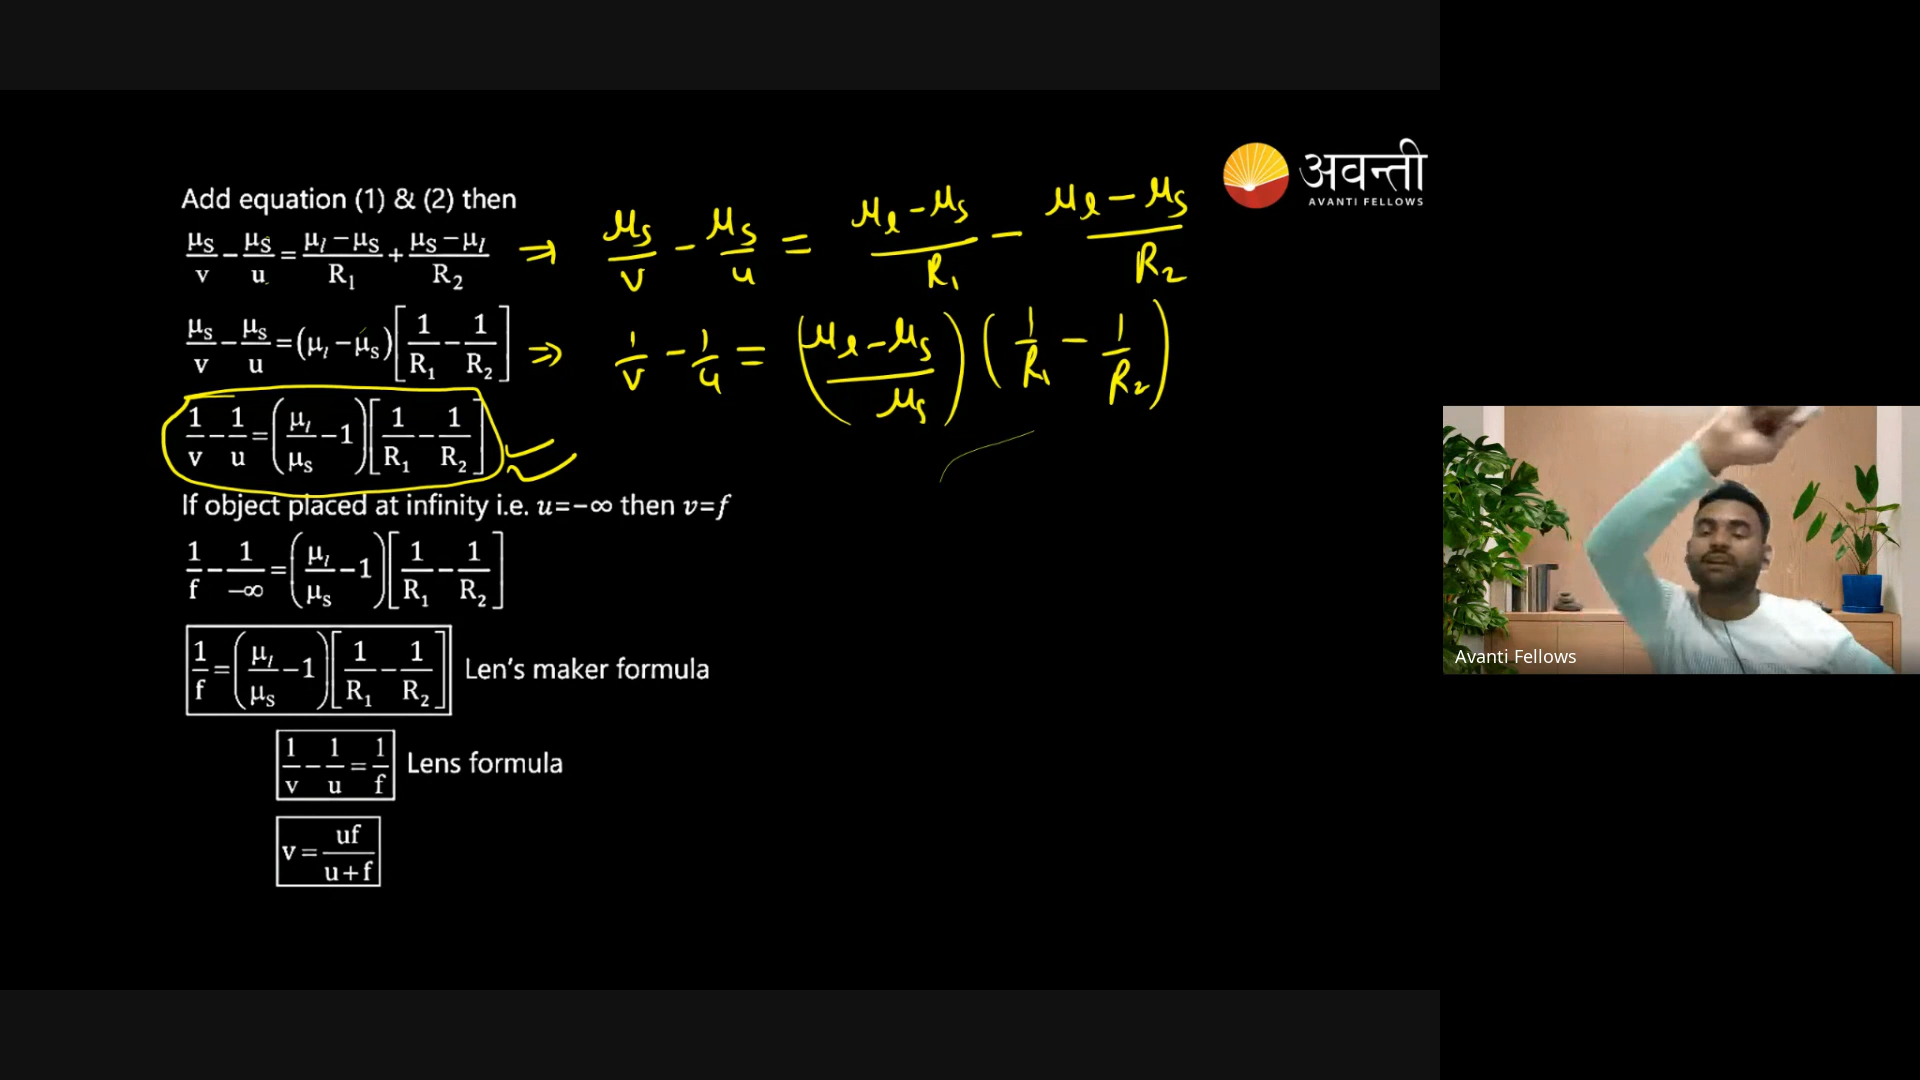 अवन्ती
AVANTI FELLOWS
Add equation (1) & (2) then
μS/v − μS/u = (μl − μS)/R1 + (μS − μl)/R2 ⇒ μs/v − μs/u = (μl − μs)/R1 − (μl − μs)/R2
μS/v − μS/u = (μl − μS)[1/R1 − 1/R2] ⇒ 1/v − 1/u = ((μl − μs)/μs)(1/R1 − 1/R2)
1/v − 1/u = (μl/μS − 1)[1/R1 − 1/R2]
If object placed at infinity i.e. u=−∞ then v=f
1/f − 1/−∞ = (μl/μS − 1)[1/R1 − 1/R2]
1/f = (μl/μS − 1)[1/R1 − 1/R2] Len's maker formula
1/v − 1/u = 1/f Lens formula
v = uf/(u+f)
Avanti Fellows